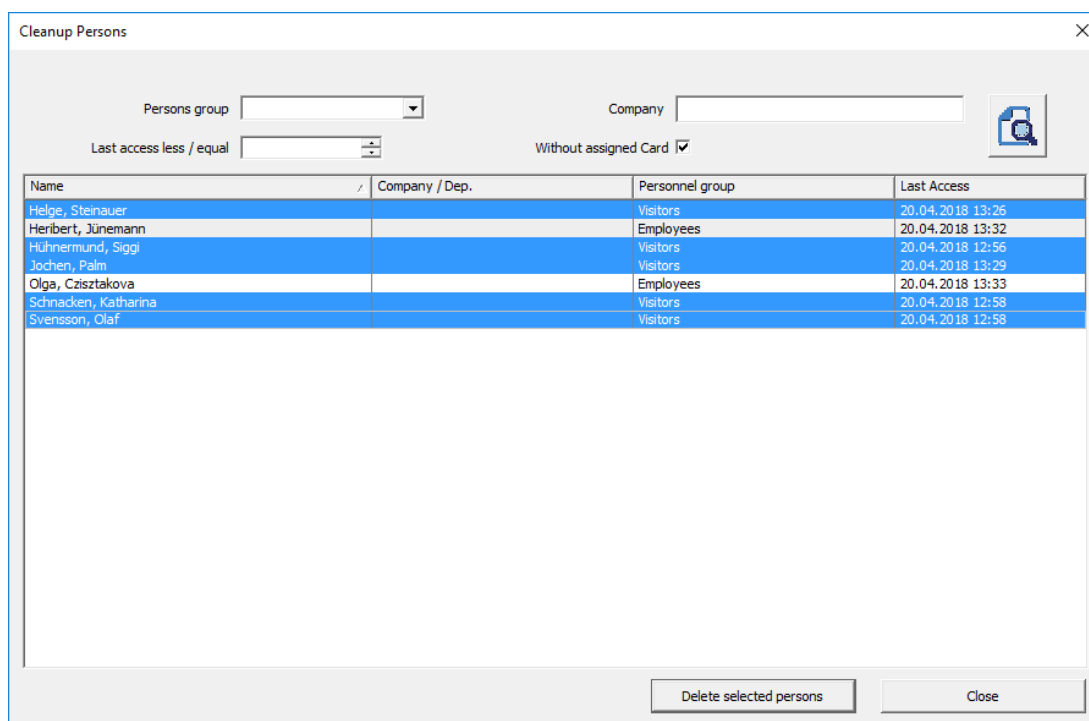 Cleanup Persons
Persons group
Company
Last access less / equal
Without assigned Card
Name Company / Dep. Personnel group Last Access
Helge, Steinauer Visitors 20.04.2018 13:26
Heribert, Jünemann Employees 20.04.2018 13:32
Hühnermund, Siggi Visitors 20.04.2018 12:56
Jochen, Palm Visitors 20.04.2018 13:29
Olga, Czisztakova Employees 20.04.2018 13:33
Schnacken, Katharina Visitors 20.04.2018 12:58
Svensson, Olaf Visitors 20.04.2018 12:58
Delete selected persons Close